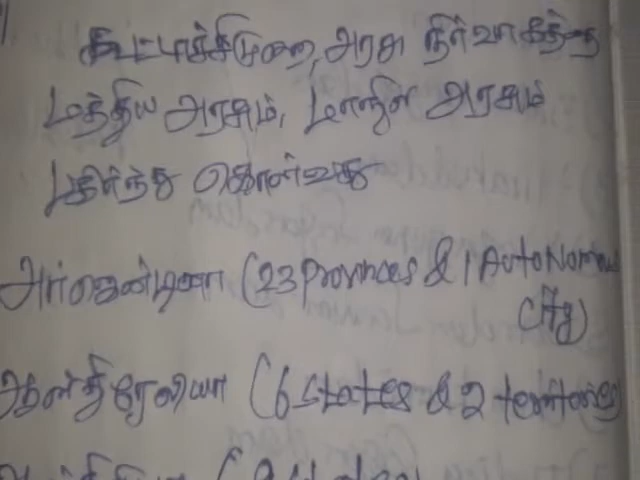 கூட்டாச்சிமுறை, அரசு நிர்வாகத்தை
மத்திய அரசும், மாநில அரசும்
பகிர்ந்து கொள்வது
அர்ஜென்டினா (23 provinces & 1 Autonomous
City)
ஆஸ்திரேலியா (6 states & 2 territories)